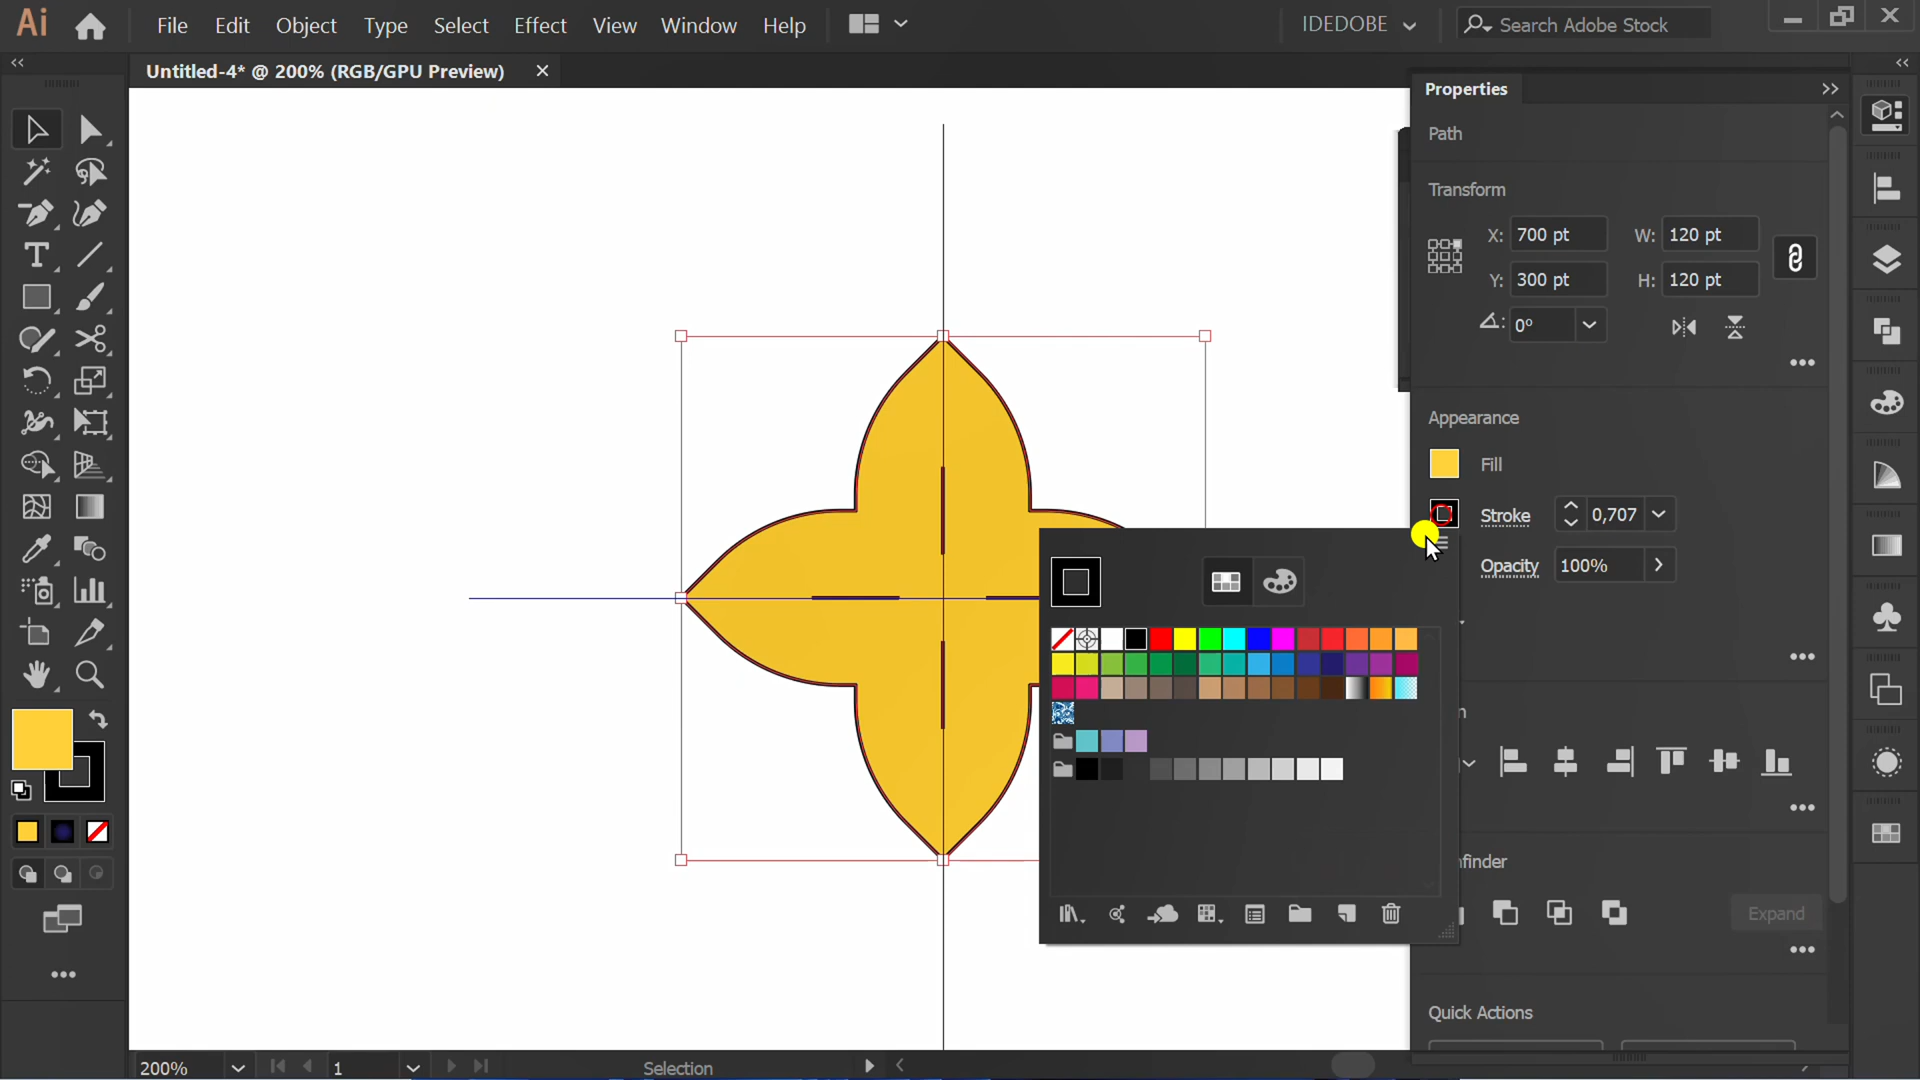 Ai File Edit Object Type Select Effect View Window Help IDEDOBE Search Adobe Stock
Untitled-4* @ 200% (RGB/GPU Preview)
Properties
Path
Transform
X: 700 pt W: 120 pt
Y: 300 pt H: 120 pt
0°
Appearance
Fill
Stroke 0,707
Opacity 100%
n
finder
Expand
Quick Actions
200% 1 Selection